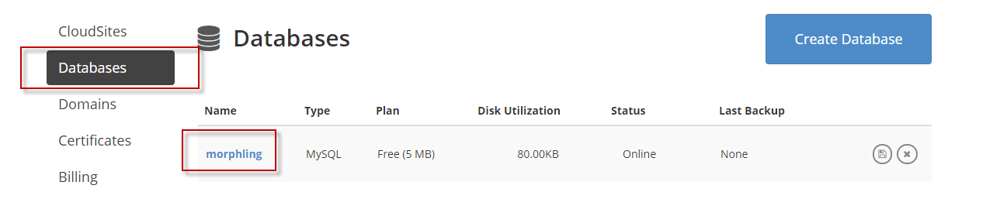 CloudSites
Databases
Domains
Certificates
Billing
Databases
Create Database
Name Type Plan Disk Utilization Status Last Backup
morphling MySQL Free (5 MB) 80.00KB Online None